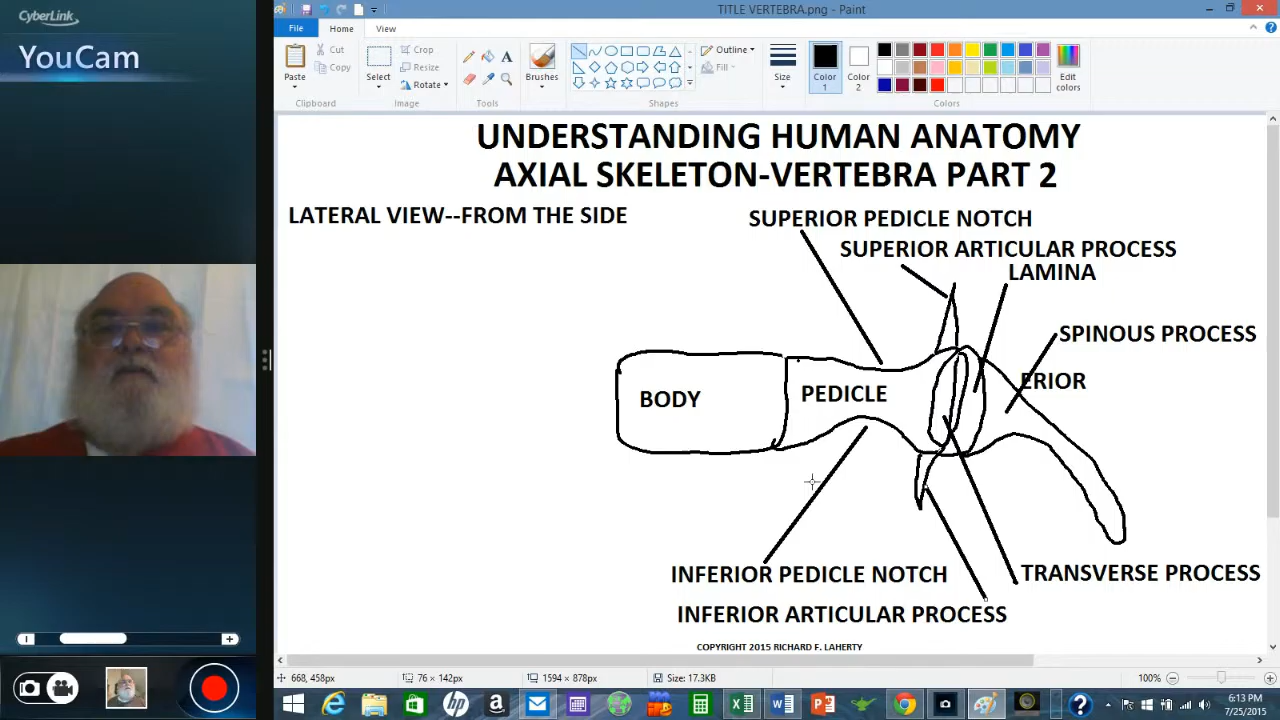 CyberLink
YouCam
TITLE VERTEBRA.png - Paint
File
Home
View
Paste
Cut
Copy
Clipboard
Select
Crop
Resize
Rotate
Image
A
Tools
Brushes
Outline
Fill
Shapes
Size
Color
1
Color
2
Edit
colors
Colors
UNDERSTANDING HUMAN ANATOMY
AXIAL SKELETON-VERTEBRA PART 2
LATERAL VIEW--FROM THE SIDE
SUPERIOR PEDICLE NOTCH
SUPERIOR ARTICULAR PROCESS
LAMINA
SPINOUS PROCESS
ERIOR
BODY
PEDICLE
INFERIOR PEDICLE NOTCH
TRANSVERSE PROCESS
INFERIOR ARTICULAR PROCESS
COPYRIGHT 2015 RICHARD F. LAHERTY
668, 458px
76 × 142px
1594 × 878px
Size: 17.3KB
100%
6:13 PM
7/25/2015